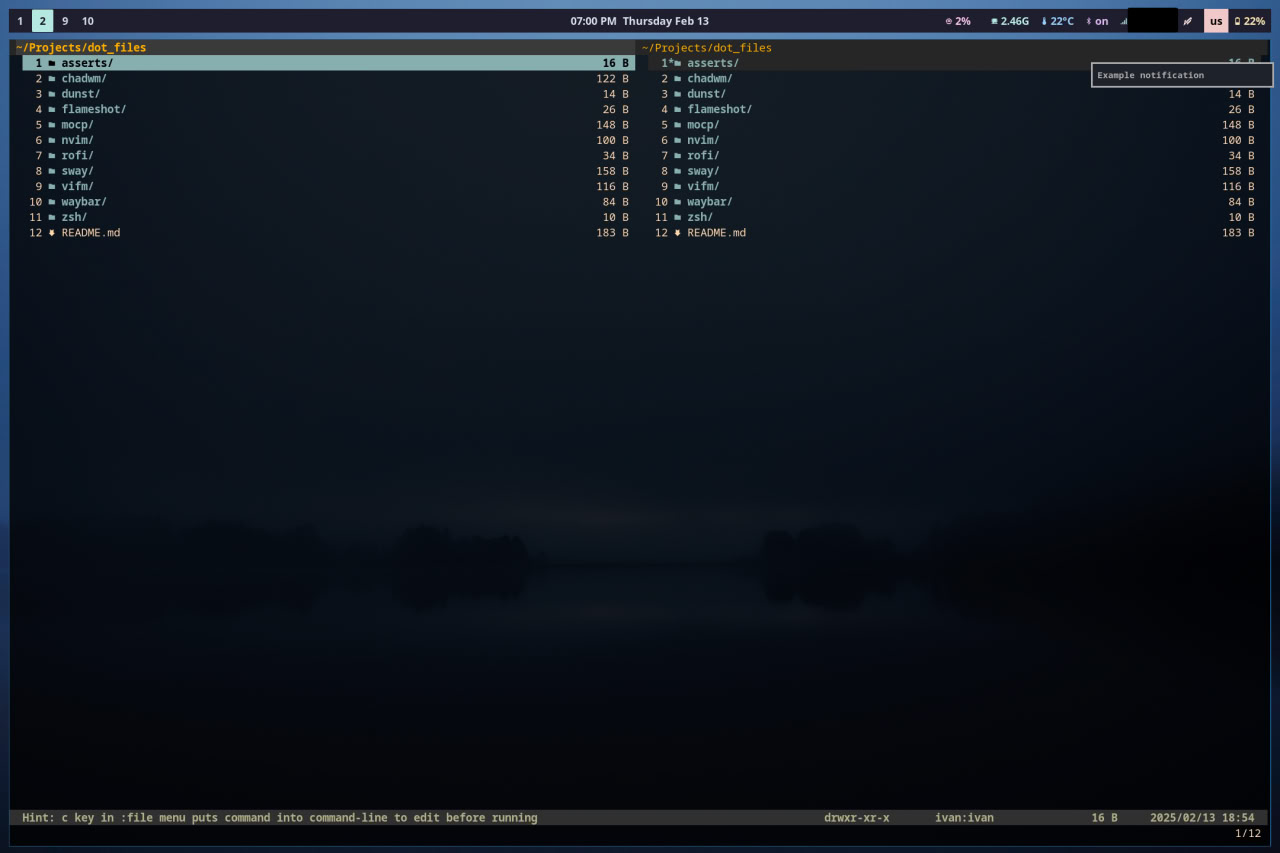 1 2 9 10 07:00 PM Thursday Feb 13 2% 2.46G 22°C on us 22%
~/Projects/dot_files ~/Projects/dot_files
1 asserts/ 16 B 1* asserts/ 16 B
Example notification
2 chadwm/ 122 B 2 chadwm/
3 dunst/ 14 B 3 dunst/ 14 B
4 flameshot/ 26 B 4 flameshot/ 26 B
5 mocp/ 148 B 5 mocp/ 148 B
6 nvim/ 100 B 6 nvim/ 100 B
7 rofi/ 34 B 7 rofi/ 34 B
8 sway/ 158 B 8 sway/ 158 B
9 vifm/ 116 B 9 vifm/ 116 B
10 waybar/ 84 B 10 waybar/ 84 B
11 zsh/ 10 B 11 zsh/ 10 B
12 README.md 183 B 12 README.md 183 B
Hint: c key in :file menu puts command into command-line to edit before running drwxr-xr-x ivan:ivan 16 B 2025/02/13 18:54
1/12